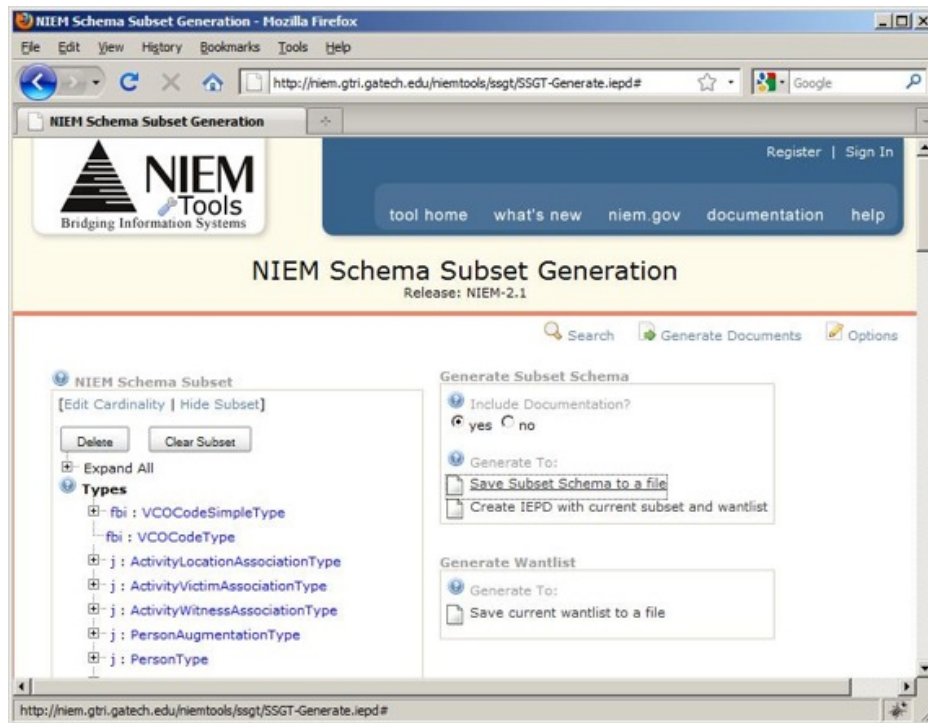 NIEM Schema Subset Generation - Mozilla Firefox
File Edit View History Bookmarks Tools Help
http://niem.gtri.gatech.edu/niemtools/ssgt/SSGT-Generate.iepd#
Google
NIEM Schema Subset Generation
Register | Sign In
NIEM
Tools
Bridging Information Systems
tool home what's new niem.gov documentation help
NIEM Schema Subset Generation
Release: NIEM-2.1
Search Generate Documents Options
NIEM Schema Subset
[Edit Cardinality | Hide Subset]
Delete Clear Subset
Expand All
Types
fbi : VCOCodeSimpleType
fbi : VCOCodeType
j : ActivityLocationAssociationType
j : ActivityVictimAssociationType
j : ActivityWitnessAssociationType
j : PersonAugmentationType
j : PersonType
Generate Subset Schema
Include Documentation?
yes no
Generate To:
Save Subset Schema to a file
Create IEPD with current subset and wantlist
Generate Wantlist
Generate To:
Save current wantlist to a file
http://niem.gtri.gatech.edu/niemtools/ssgt/SSGT-Generate.iepd#